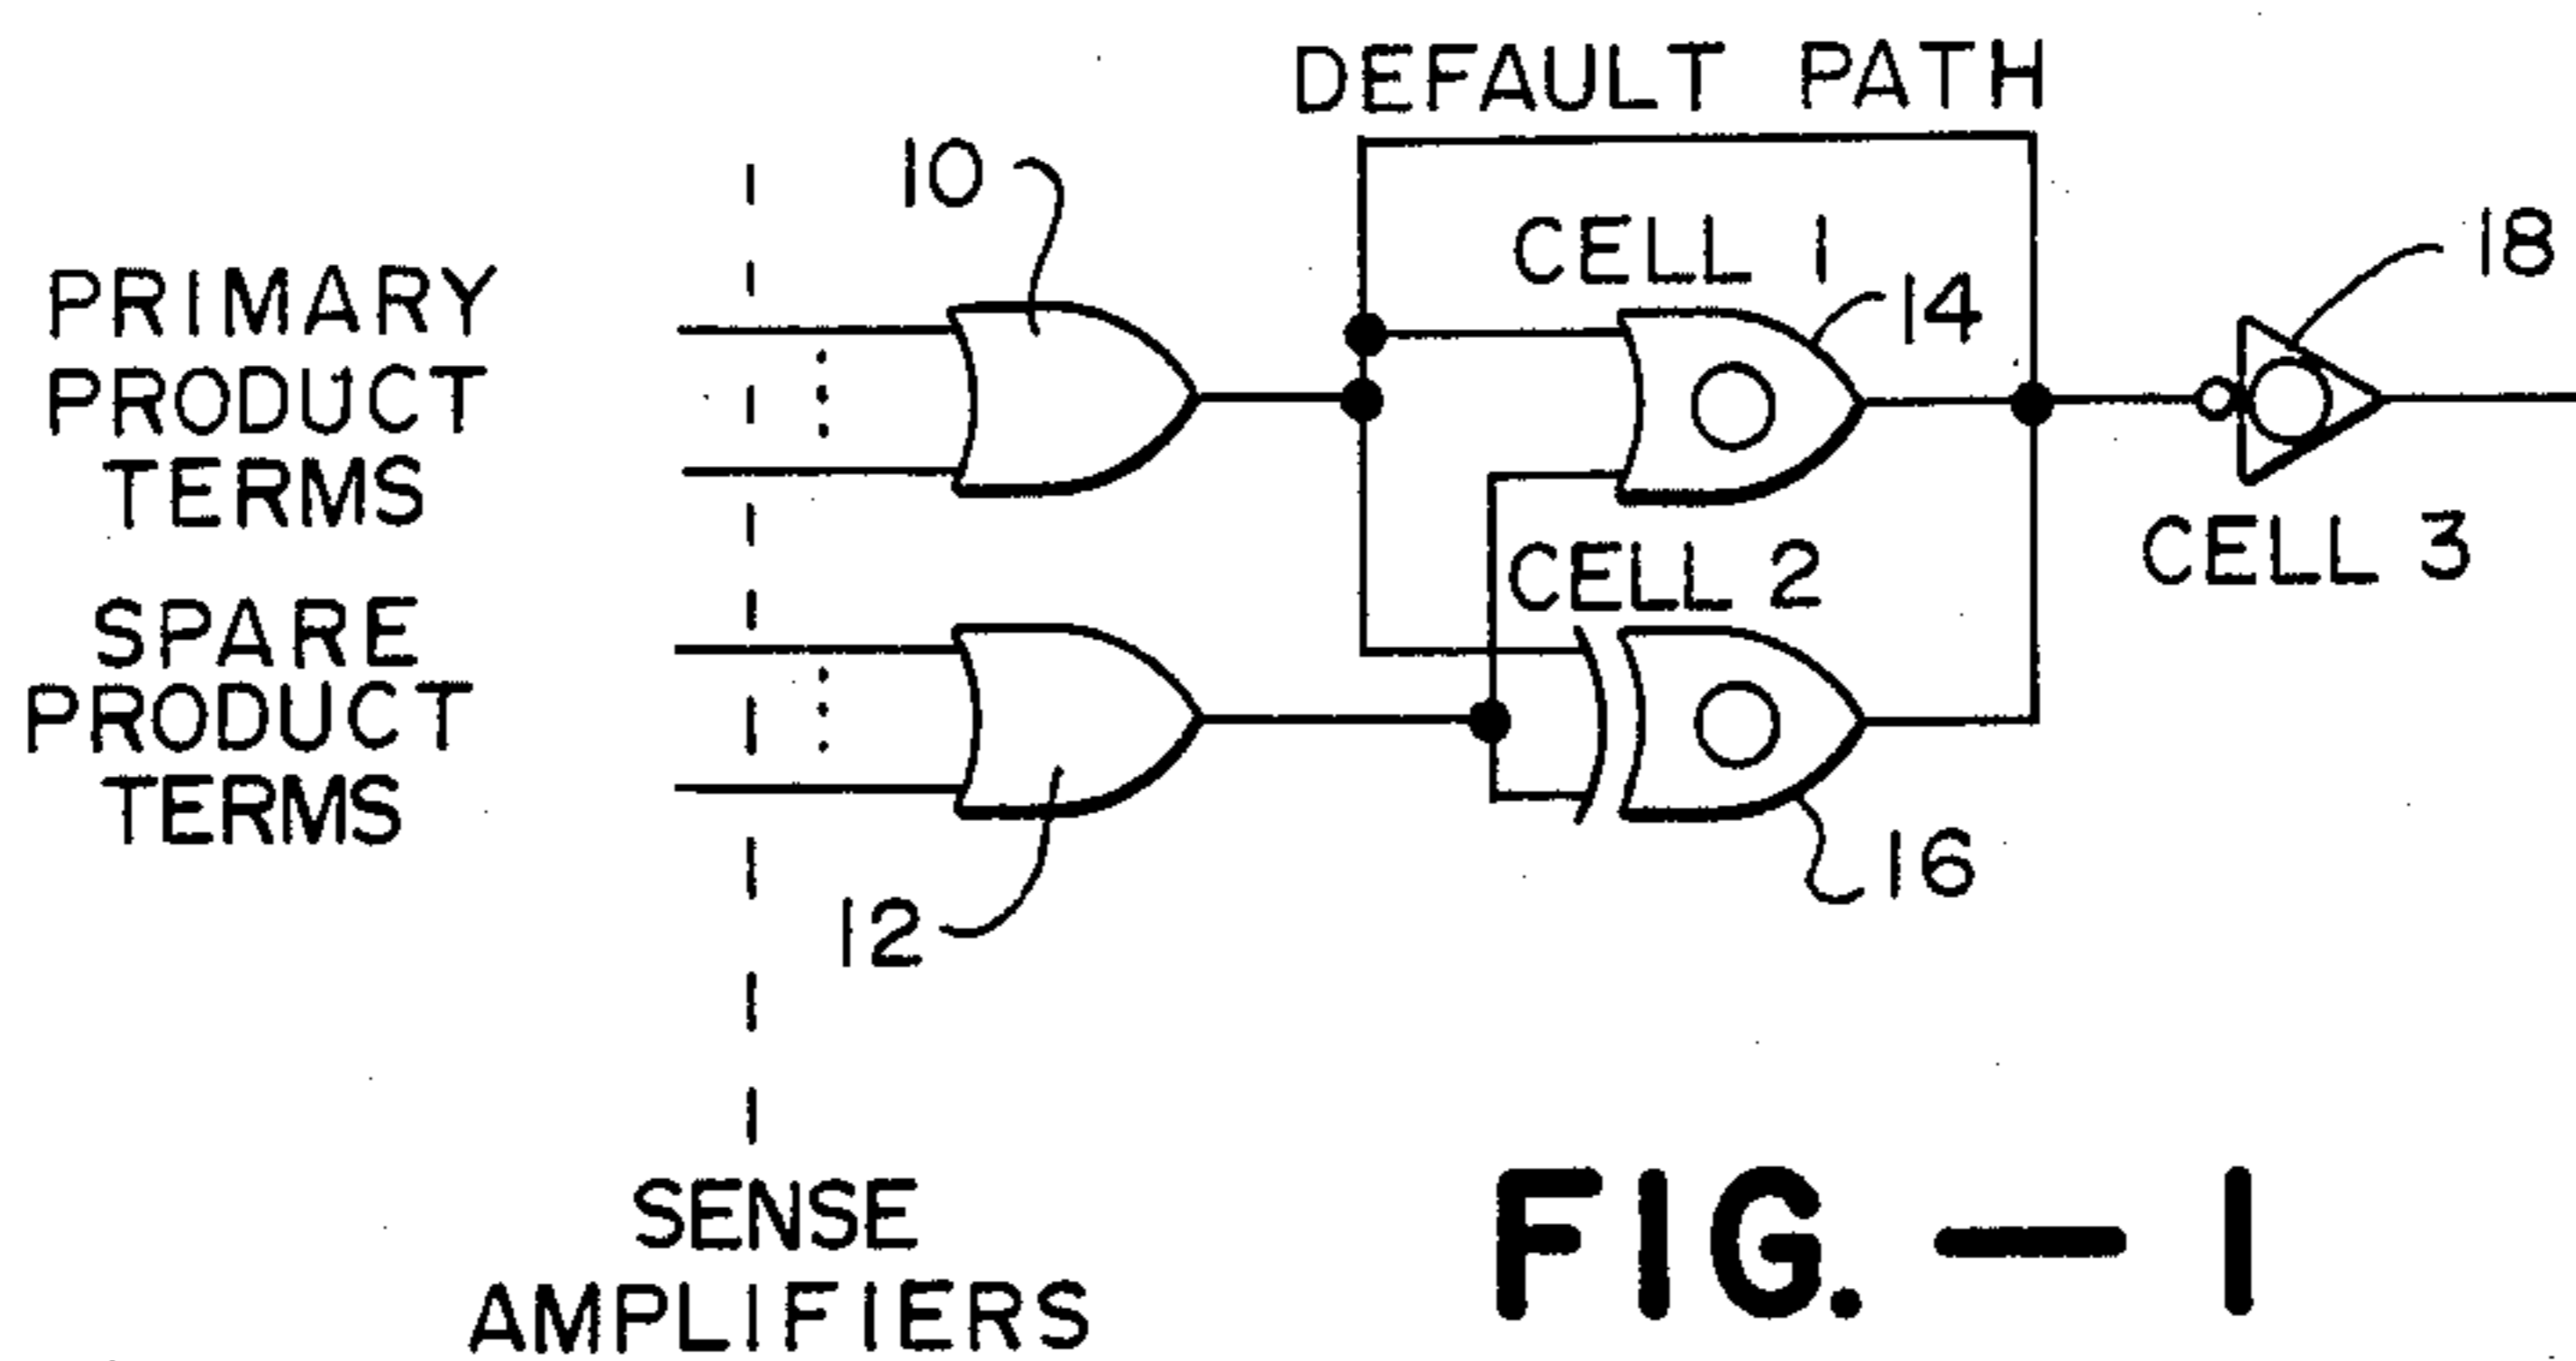 DEFAULT PATH
10
CELL 1
18
14
PRIMARY
PRODUCT
TERMS
CELL 2
CELL 3
SPARE
PRODUCT
TERMS
16
12
SENSE
AMPLIFIERS
FIG.—1